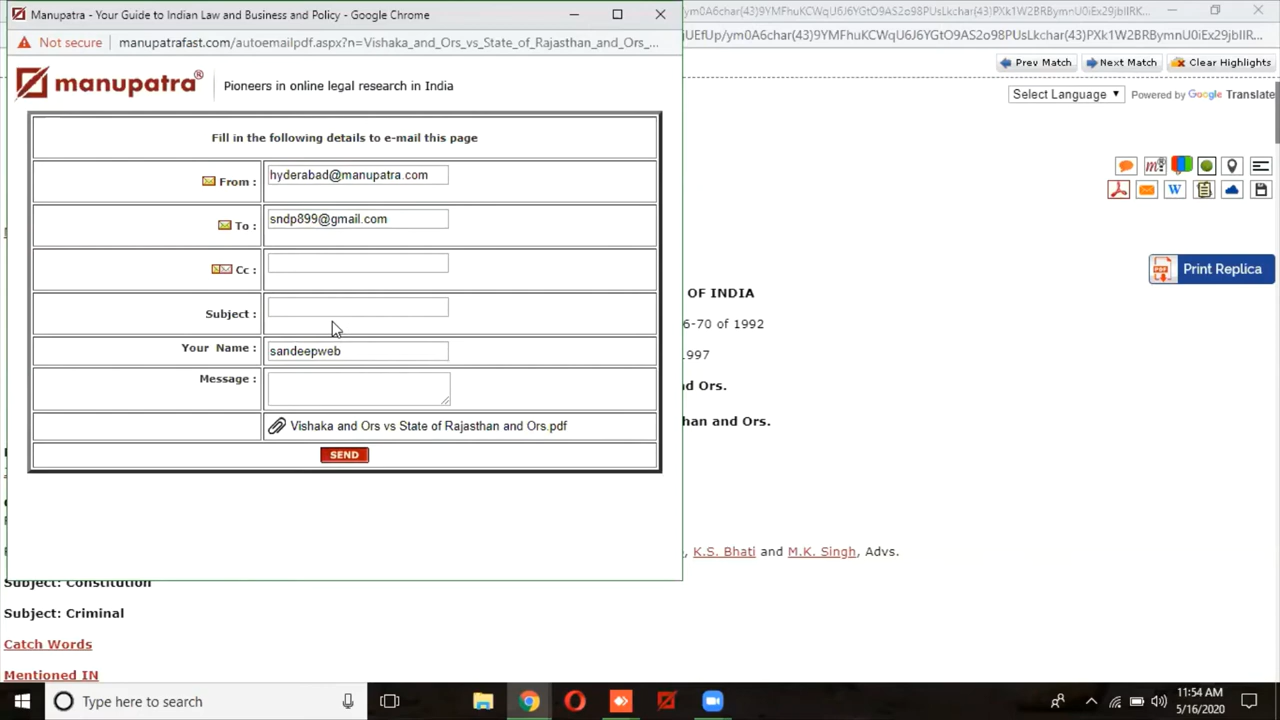 Manupatra - Your Guide to Indian Law and Business and Policy - Google Chrome
Not secure
manupatrafast.com/autoemailpdf.aspx?n=Vishaka_and_Ors_vs_State_of_Rajasthan_and_Ors_...
manupatra®
Pioneers in online legal research in India
Fill in the following details to e-mail this page
From : hyderabad@manupatra.com
To : sndp899@gmail.com
Cc :
Subject :
Your Name : sandeepweb
Message :
Vishaka and Ors vs State of Rajasthan and Ors.pdf
SEND
Prev Match
Next Match
Clear Highlights
Select Language
Powered by Google Translate
Print Replica
OF INDIA
6-70 of 1992
997
nd Ors.
han and Ors.
K.S. Bhati and M.K. Singh, Advs.
Subject: Constitution
Subject: Criminal
Catch Words
Mentioned IN
Type here to search
11:54 AM
5/16/2020